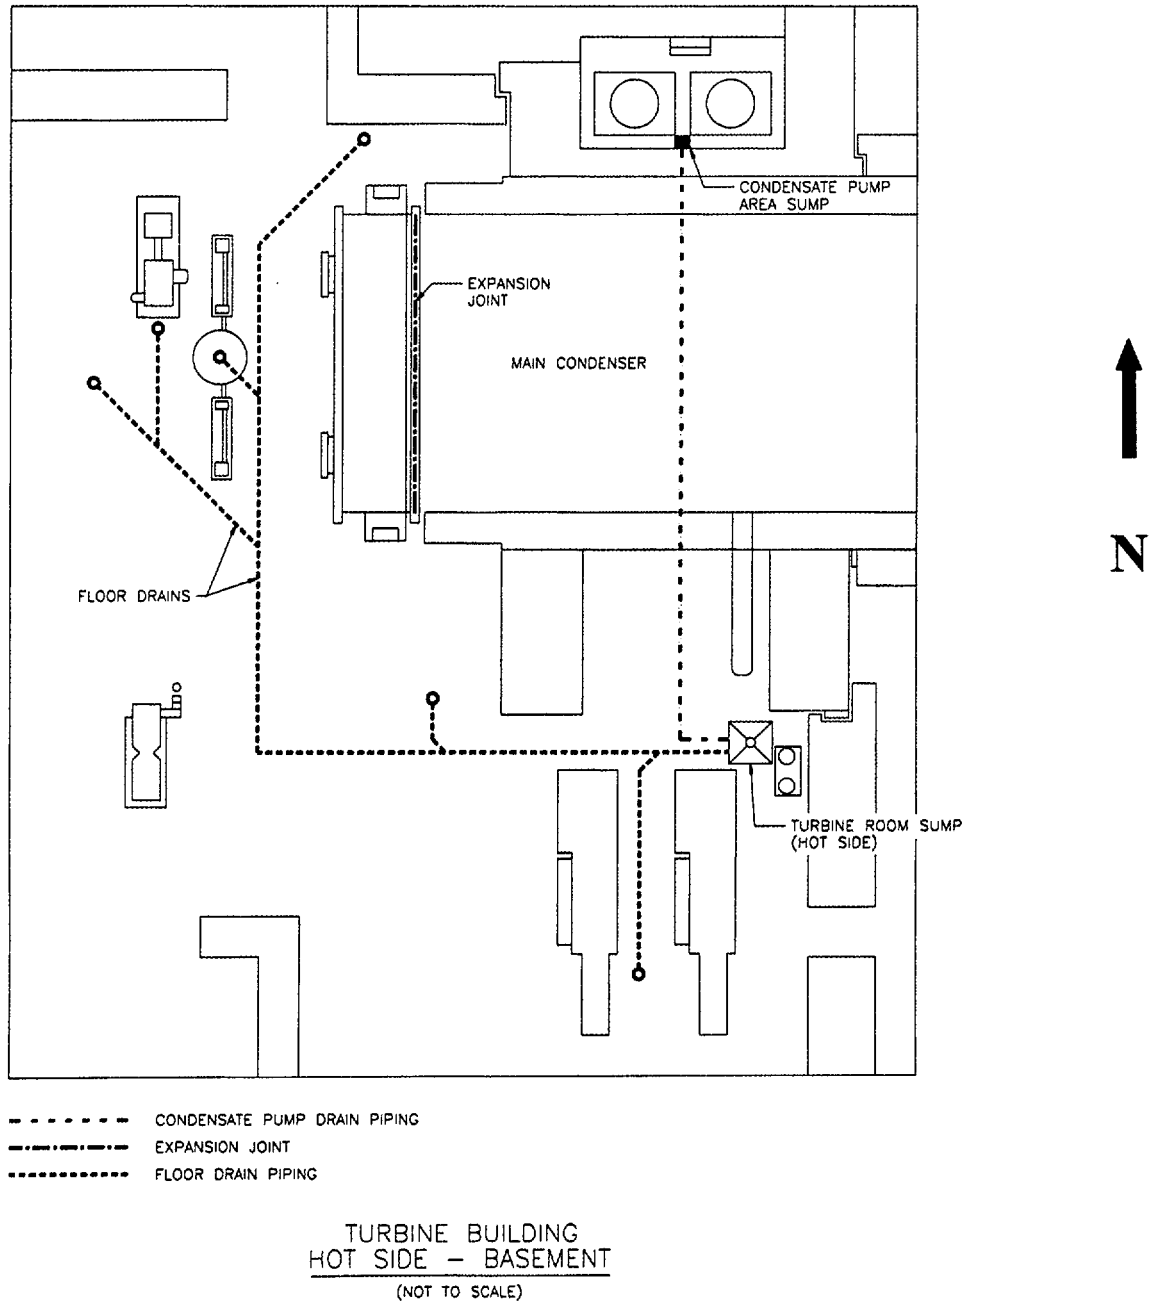 CONDENSATE PUMP
AREA SUMP
EXPANSION
JOINT
MAIN CONDENSER
N
FLOOR DRAINS
TURBINE ROOM SUMP
(HOT SIDE)
CONDENSATE PUMP DRAIN PIPING
EXPANSION JOINT
FLOOR DRAIN PIPING
TURBINE BUILDING
HOT SIDE – BASEMENT
(NOT TO SCALE)